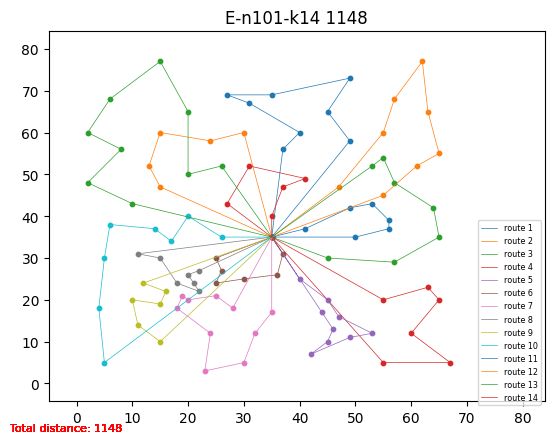 E-n101-k14 1148
80
70
60
50
40
30
20
10
0
0 10 20 30 40 50 60 70 80
route 1
route 2
route 3
route 4
route 5
route 6
route 7
route 8
route 9
route 10
route 11
route 12
route 13
route 14
Total distance: 1148